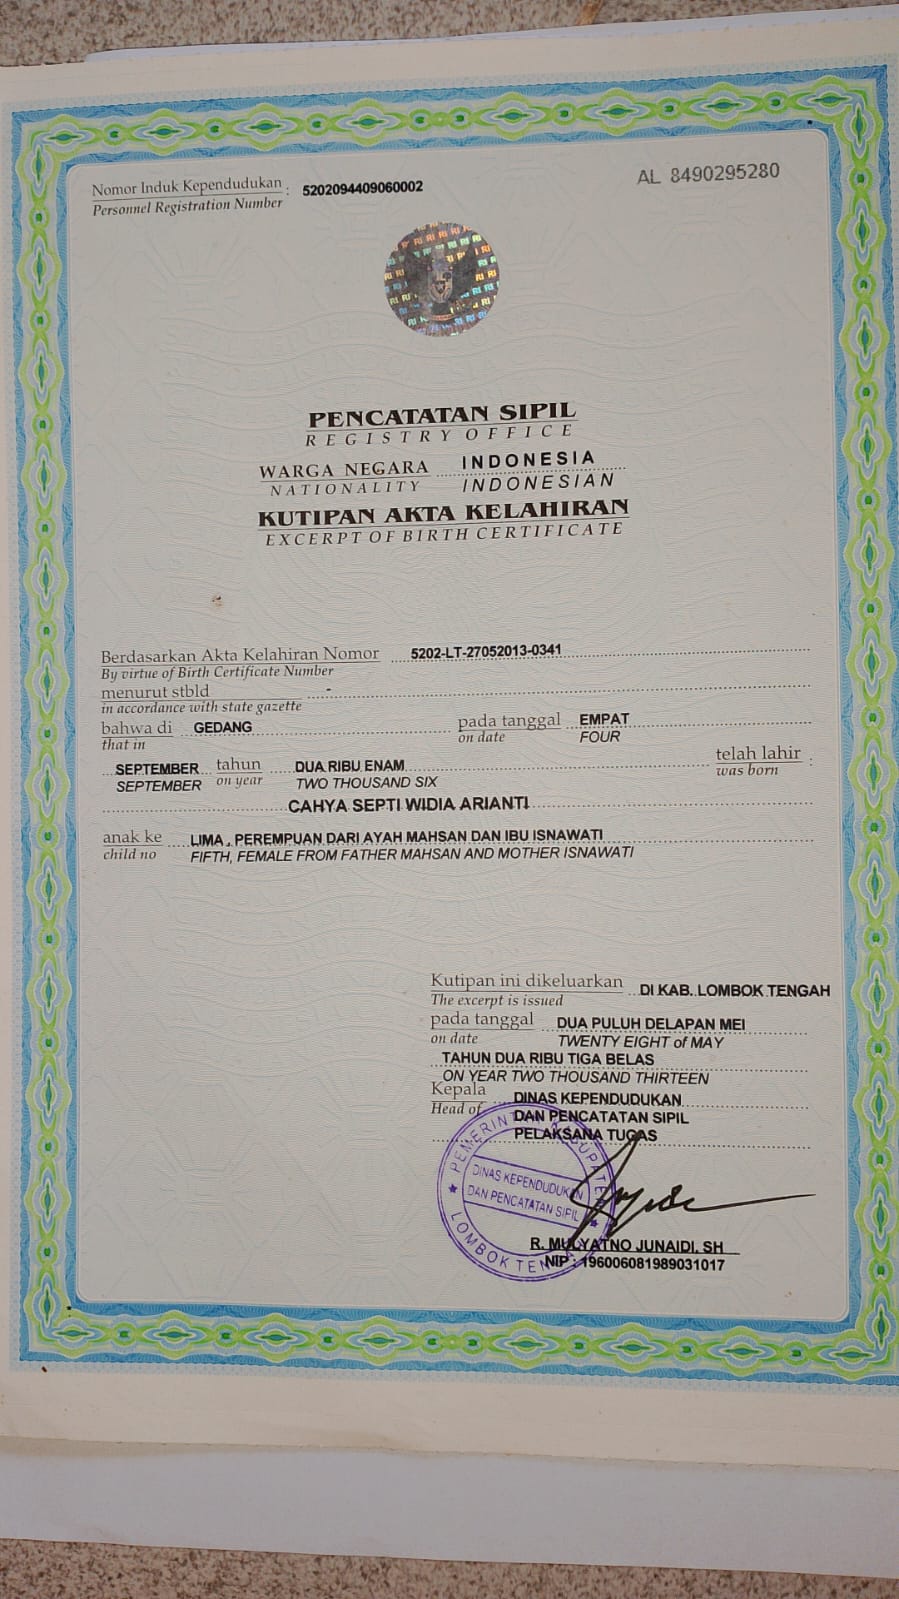 Nomor Induk Kependudukan : 5202094409060002
Personnel Registration Number
AL 8490295280
PENCATATAN SIPIL
REGISTRY OFFICE
WARGA NEGARA INDONESIA
NATIONALITY INDONESIAN
KUTIPAN AKTA KELAHIRAN
EXCERPT OF BIRTH CERTIFICATE
Berdasarkan Akta Kelahiran Nomor 5202-LT-27052013-0341
By virtue of Birth Certificate Number
menurut stbld -
in accordance with state gazette
bahwa di GEDANG pada tanggal EMPAT
that in on date FOUR
SEPTEMBER tahun DUA RIBU ENAM telah lahir :
SEPTEMBER on year TWO THOUSAND SIX was born
CAHYA SEPTI WIDIA ARIANTI
anak ke LIMA , PEREMPUAN DARI AYAH MAHSAN DAN IBU ISNAWATI
child no FIFTH, FEMALE FROM FATHER MAHSAN AND MOTHER ISNAWATI
Kutipan ini dikeluarkan DI KAB. LOMBOK TENGAH
The excerpt is issued
pada tanggal DUA PULUH DELAPAN MEI
on date TWENTY EIGHT of MAY
TAHUN DUA RIBU TIGA BELAS
ON YEAR TWO THOUSAND THIRTEEN
Kepala DINAS KEPENDUDUKAN
Head of DAN PENCATATAN SIPIL
PELAKSANA TUGAS
DINAS KEPENDUDUKAN
DAN PENCATATAN SIPIL
R. MULYATNO JUNAIDI, SH
NIP : 196006081989031017